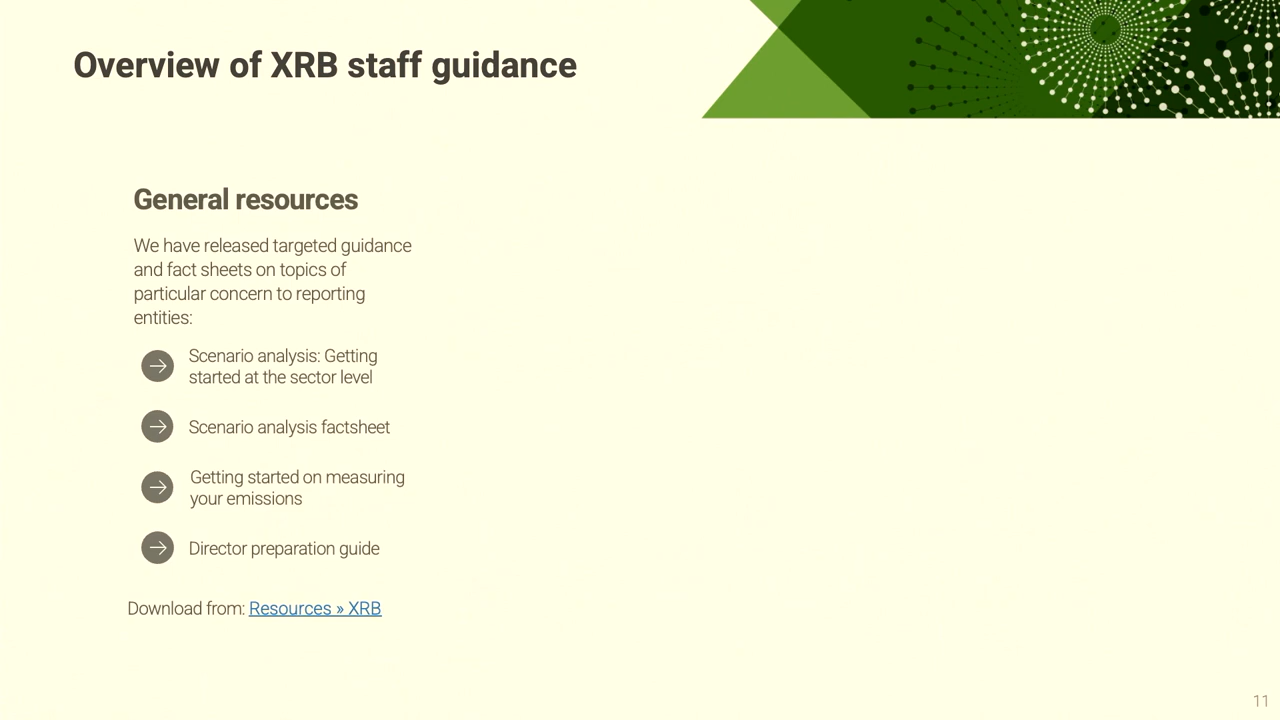 Overview of XRB staff guidance
General resources
We have released targeted guidance
and fact sheets on topics of
particular concern to reporting
entities:
Scenario analysis: Getting
started at the sector level
Scenario analysis factsheet
Getting started on measuring
your emissions
Director preparation guide
Download from: Resources » XRB
11